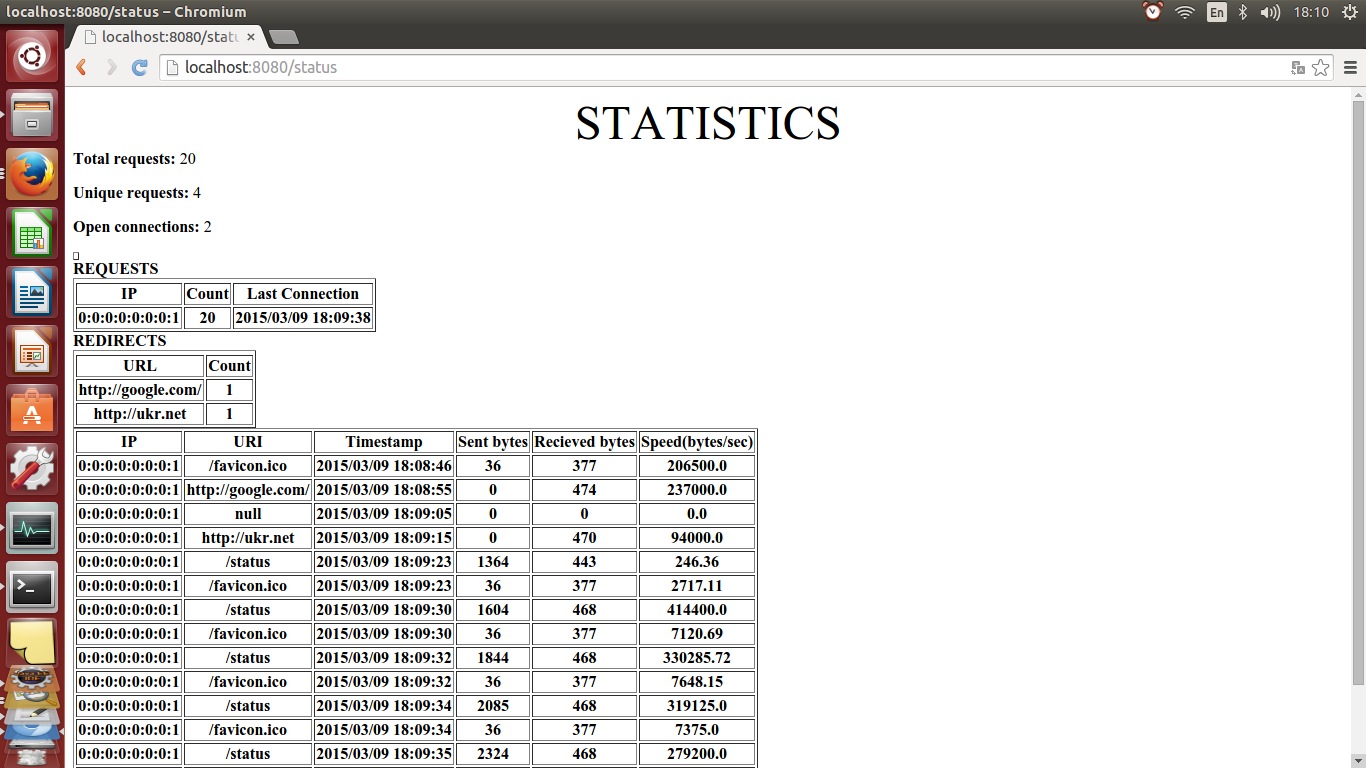 localhost:8080/status – Chromium
En
18:10
localhost:8080/statu
localhost:8080/status
STATISTICS
Total requests: 20
Unique requests: 4
Open connections: 2
REQUESTS
IP Count Last Connection
0:0:0:0:0:0:0:1 20 2015/03/09 18:09:38
REDIRECTS
URL Count
http://google.com/ 1
http://ukr.net 1
IP URI Timestamp Sent bytes Recieved bytes Speed(bytes/sec)
0:0:0:0:0:0:0:1 /favicon.ico 2015/03/09 18:08:46 36 377 206500.0
0:0:0:0:0:0:0:1 http://google.com/ 2015/03/09 18:08:55 0 474 237000.0
0:0:0:0:0:0:0:1 null 2015/03/09 18:09:05 0 0 0.0
0:0:0:0:0:0:0:1 http://ukr.net 2015/03/09 18:09:15 0 470 94000.0
0:0:0:0:0:0:0:1 /status 2015/03/09 18:09:23 1364 443 246.36
0:0:0:0:0:0:0:1 /favicon.ico 2015/03/09 18:09:23 36 377 2717.11
0:0:0:0:0:0:0:1 /status 2015/03/09 18:09:30 1604 468 414400.0
0:0:0:0:0:0:0:1 /favicon.ico 2015/03/09 18:09:30 36 377 7120.69
0:0:0:0:0:0:0:1 /status 2015/03/09 18:09:32 1844 468 330285.72
0:0:0:0:0:0:0:1 /favicon.ico 2015/03/09 18:09:32 36 377 7648.15
0:0:0:0:0:0:0:1 /status 2015/03/09 18:09:34 2085 468 319125.0
0:0:0:0:0:0:0:1 /favicon.ico 2015/03/09 18:09:34 36 377 7375.0
0:0:0:0:0:0:0:1 /status 2015/03/09 18:09:35 2324 468 279200.0